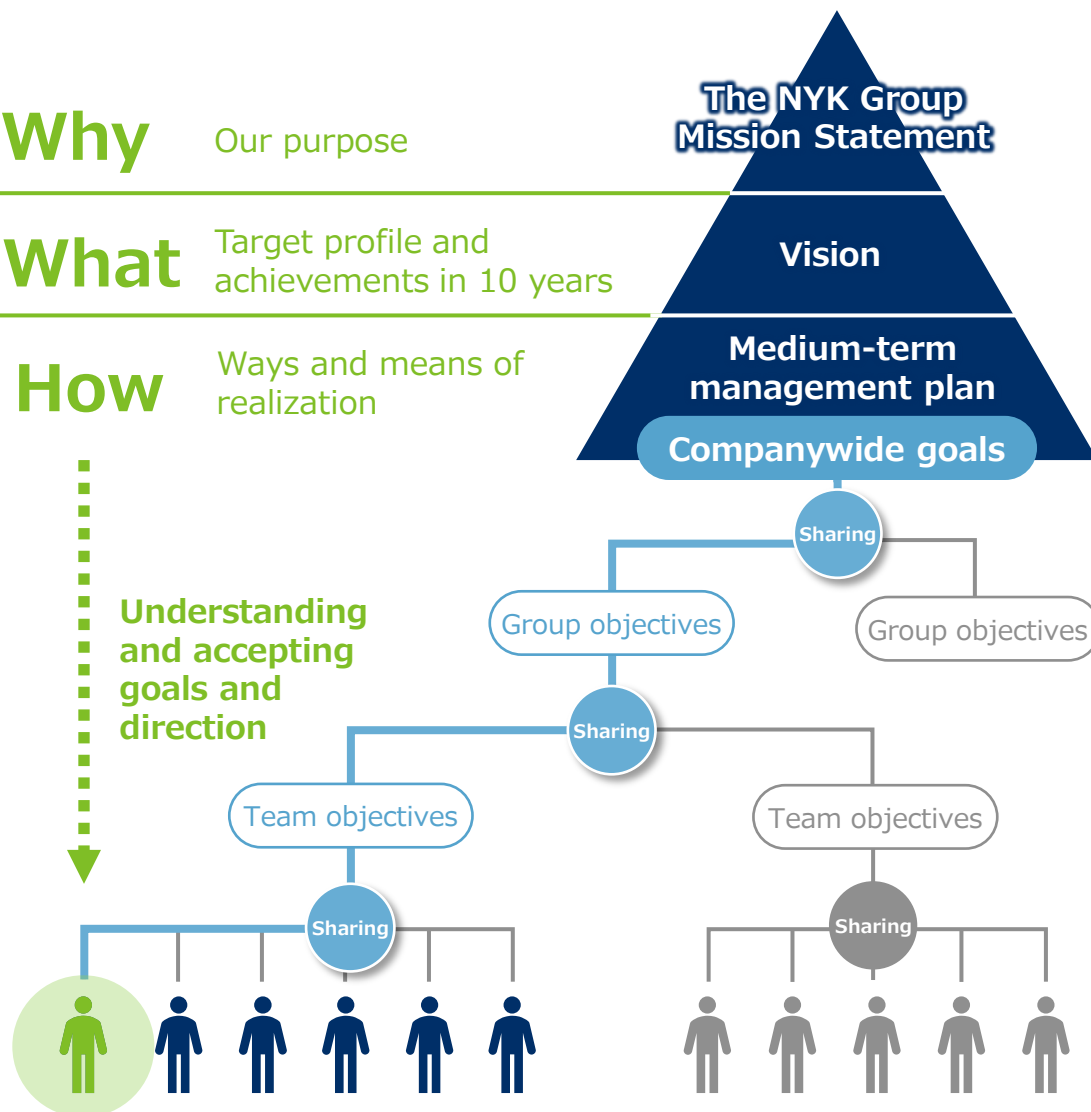 Why
Our purpose
The NYK Group
Mission Statement
What
Target profile and
achievements in 10 years
Vision
How
Ways and means of
realization
Medium-term
management plan
Companywide goals
Sharing
Understanding
and accepting
goals and
direction
Group objectives
Group objectives
Sharing
Team objectives
Team objectives
Sharing
Sharing